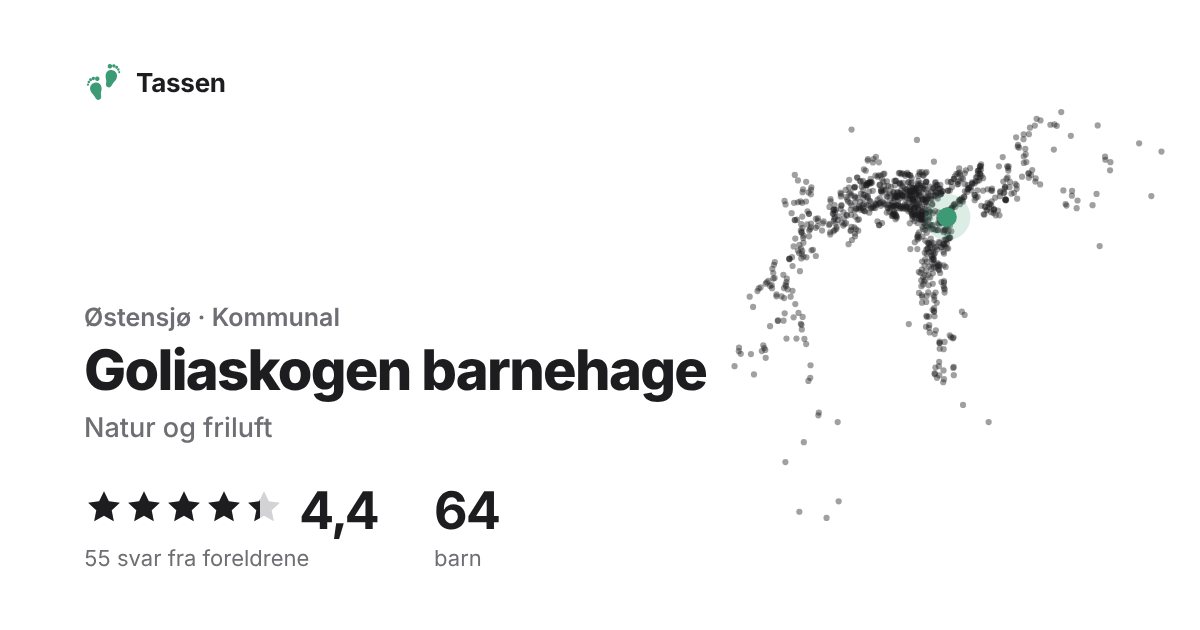 Tassen
Østensjø · Kommunal
Goliaskogen barnehage
Natur og friluft
4,4
55 svar fra foreldrene
64
barn